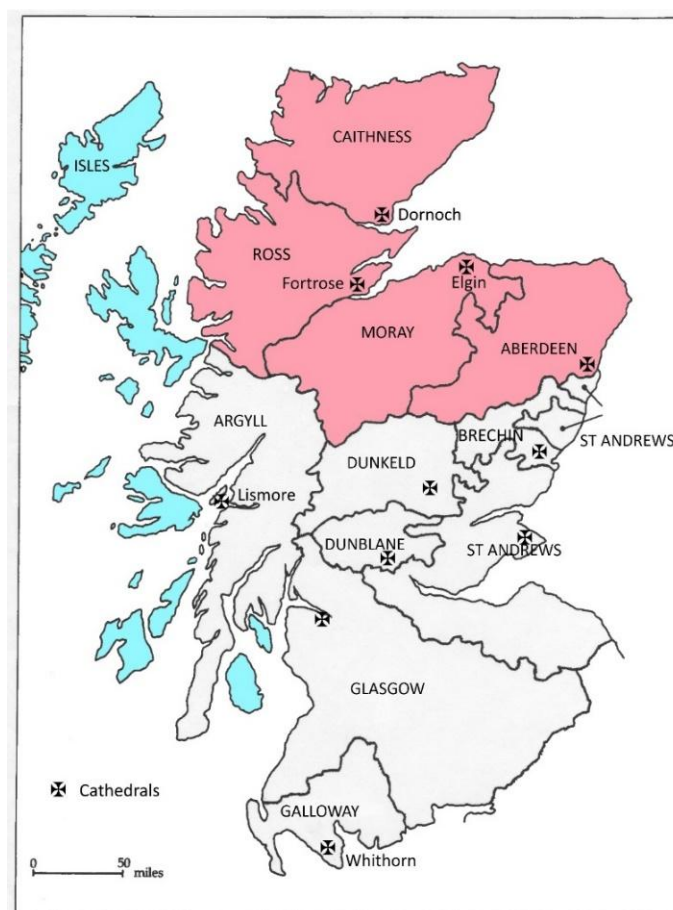 CAITHNESS
ISLES
Dornoch
ROSS
Fortrose
Elgin
MORAY
ABERDEEN
ARGYLL
BRECHIN
ST ANDREWS
DUNKELD
Lismore
DUNBLANE
ST ANDREWS
GLASGOW
Cathedrals
GALLOWAY
Whithorn
0 50
miles